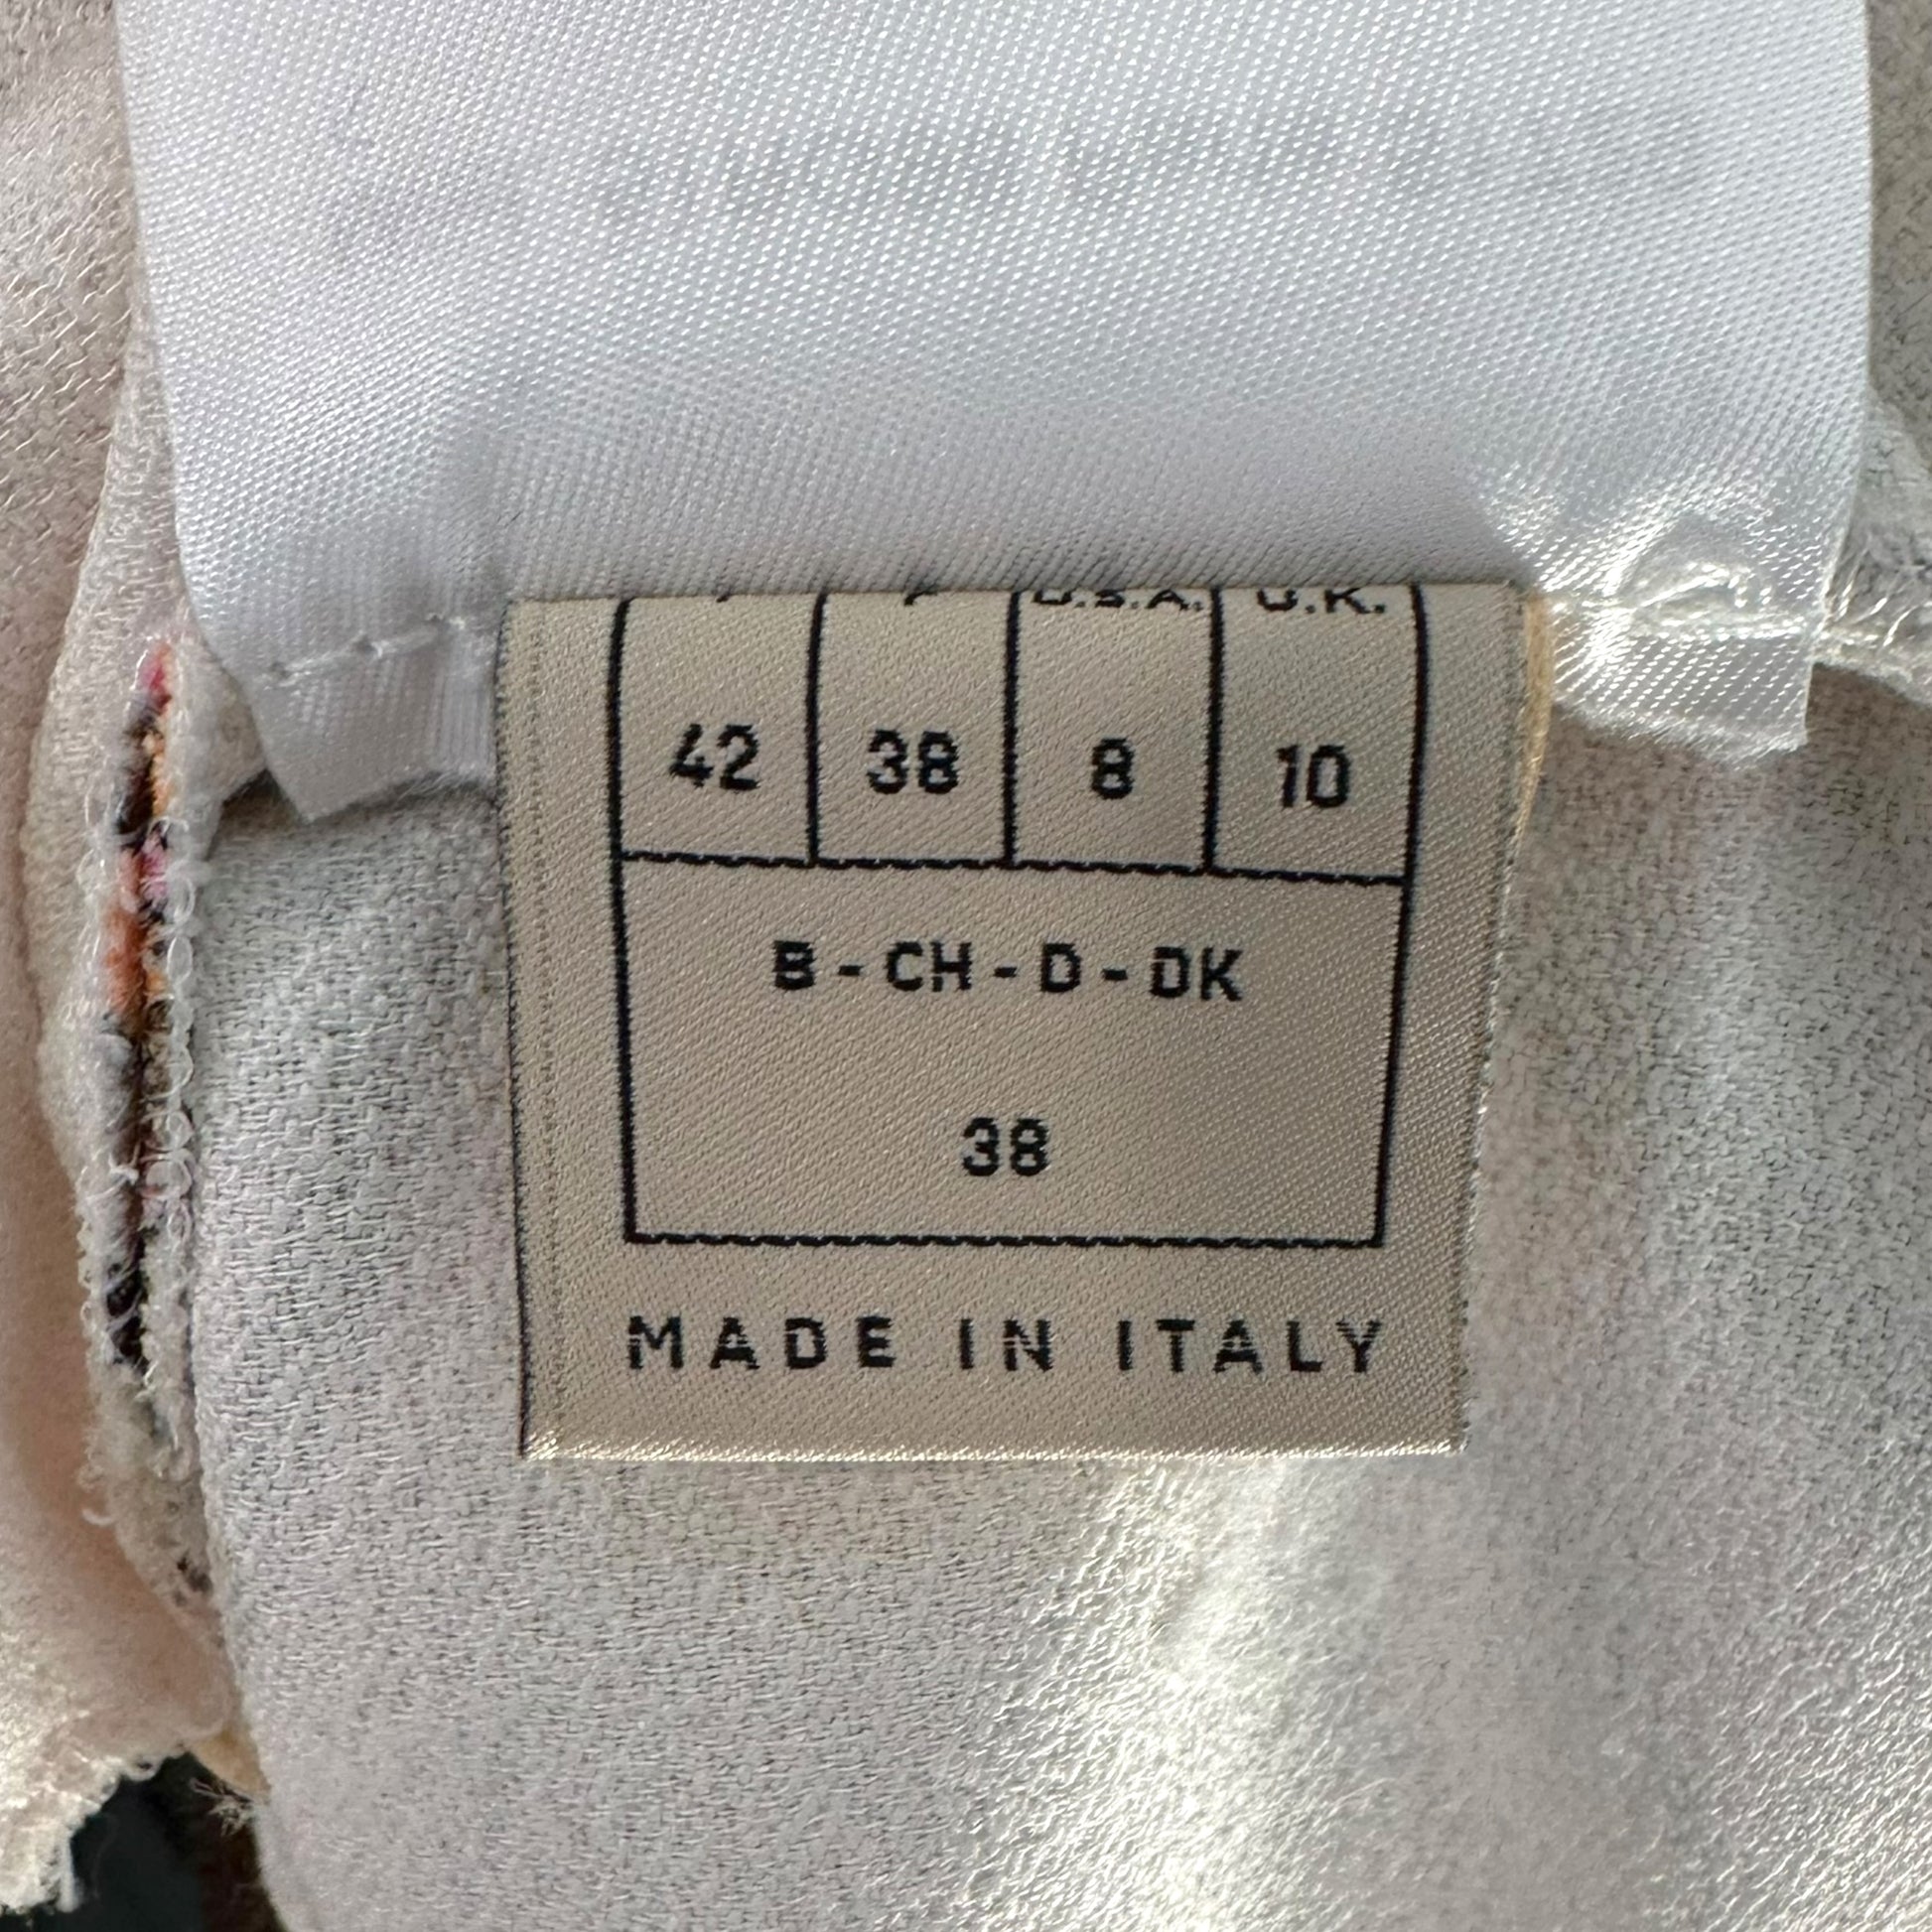 U.S.A. U.K.
42 38 8 10
B - CH - D - DK
38
MADE IN ITALY